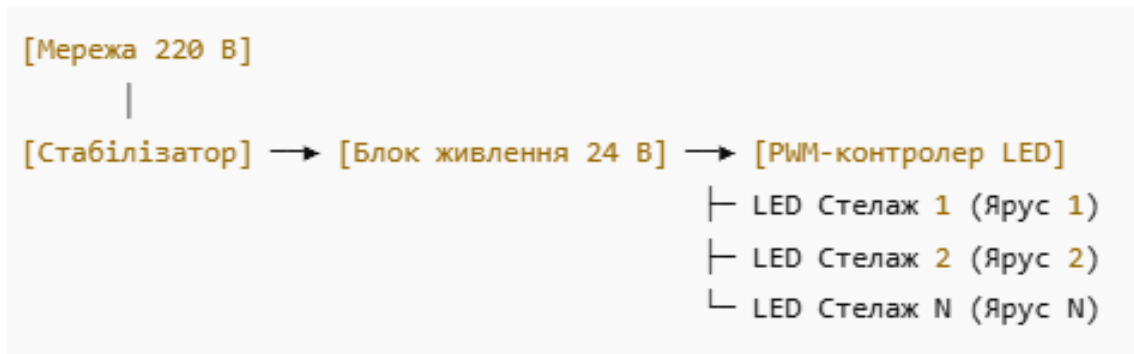 [Мережа 220 В]
[Стабілізатор] → [Блок живлення 24 В] → [PWM-контролер LED]
├─ LED Стелаж 1 (Ярус 1)
├─ LED Стелаж 2 (Ярус 2)
└─ LED Стелаж N (Ярус N)